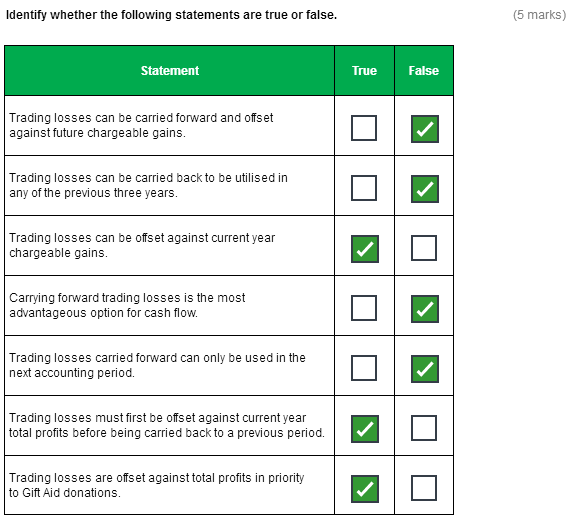 Identify whether the following statements are true or false.
(5 marks)
Statement
True
False
Trading losses can be carried forward and offset
against future chargeable gains.
Trading losses can be carried back to be utilised in
any of the previous three years.
Trading losses can be offset against current year
chargeable gains.
Carrying forward trading losses is the most
advantageous option for cash flow.
Trading losses carried forward can only be used in the
next accounting period.
Trading losses must first be offset against current year
total profits before being carried back to a previous period.
Trading losses are offset against total profits in priority
to Gift Aid donations.